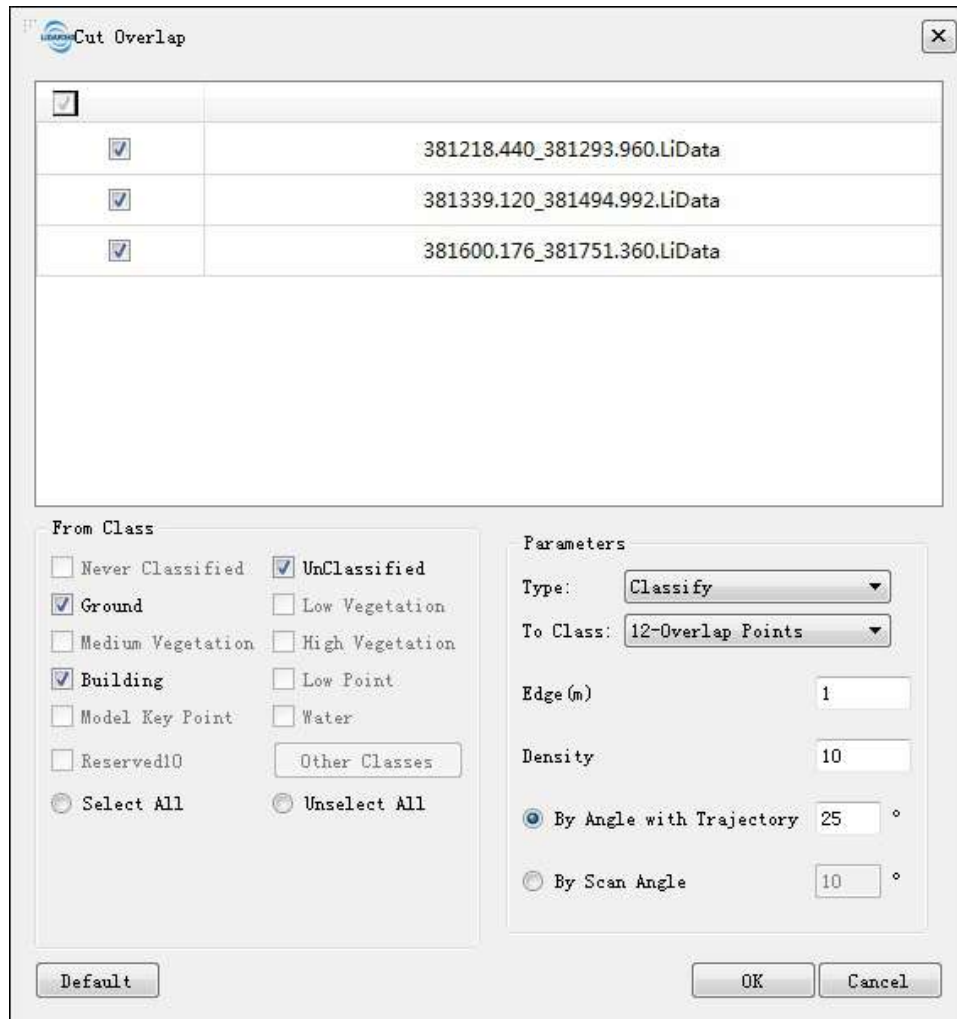 Cut Overlap
381218.440_381293.960.LiData
381339.120_381494.992.LiData
381600.176_381751.360.LiData
From Class
Never Classified UnClassified
Ground Low Vegetation
Medium Vegetation High Vegetation
Building Low Point
Model Key Point Water
Reserved10 Other Classes
Select All Unselect All
Parameters
Type: Classify
To Class: 12-Overlap Points
Edge(m) 1
Density 10
By Angle with Trajectory 25 °
By Scan Angle 10 °
Default OK Cancel